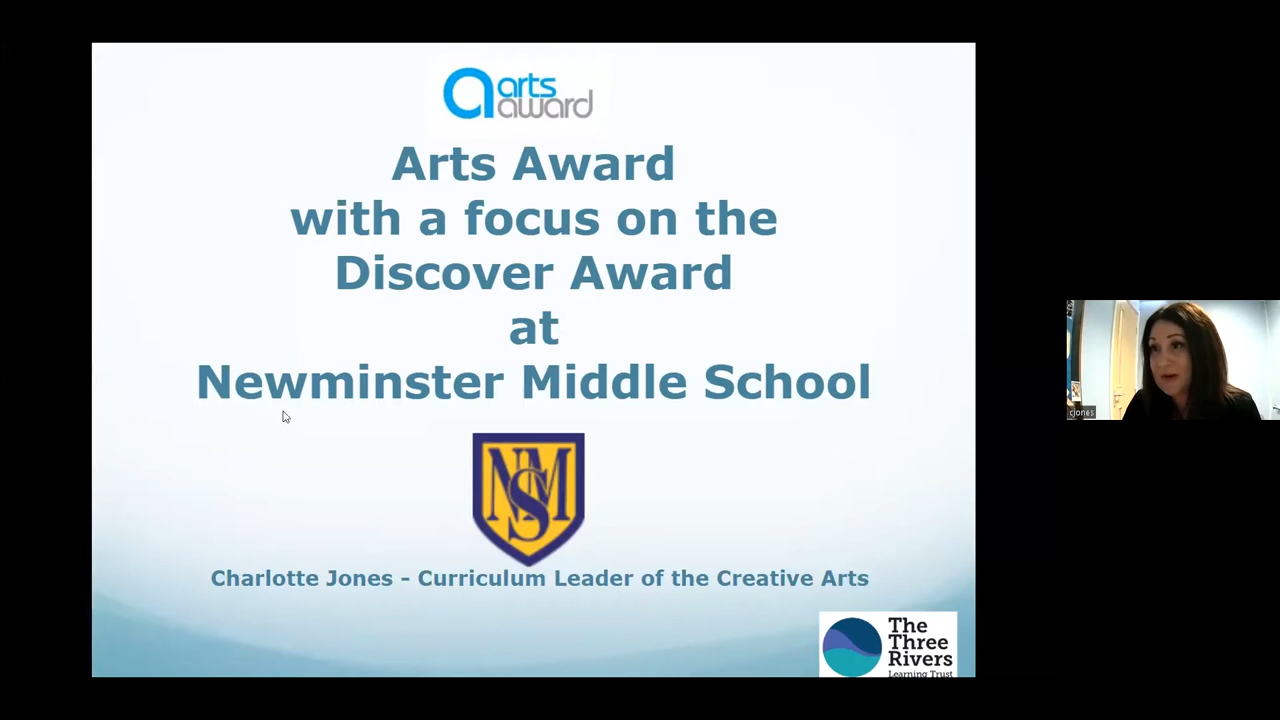 arts
award
Arts Award
with a focus on the
Discover Award
at
Newminster Middle School
NMS
Charlotte Jones - Curriculum Leader of the Creative Arts
The
Three
Rivers
Learning Trust
cjones